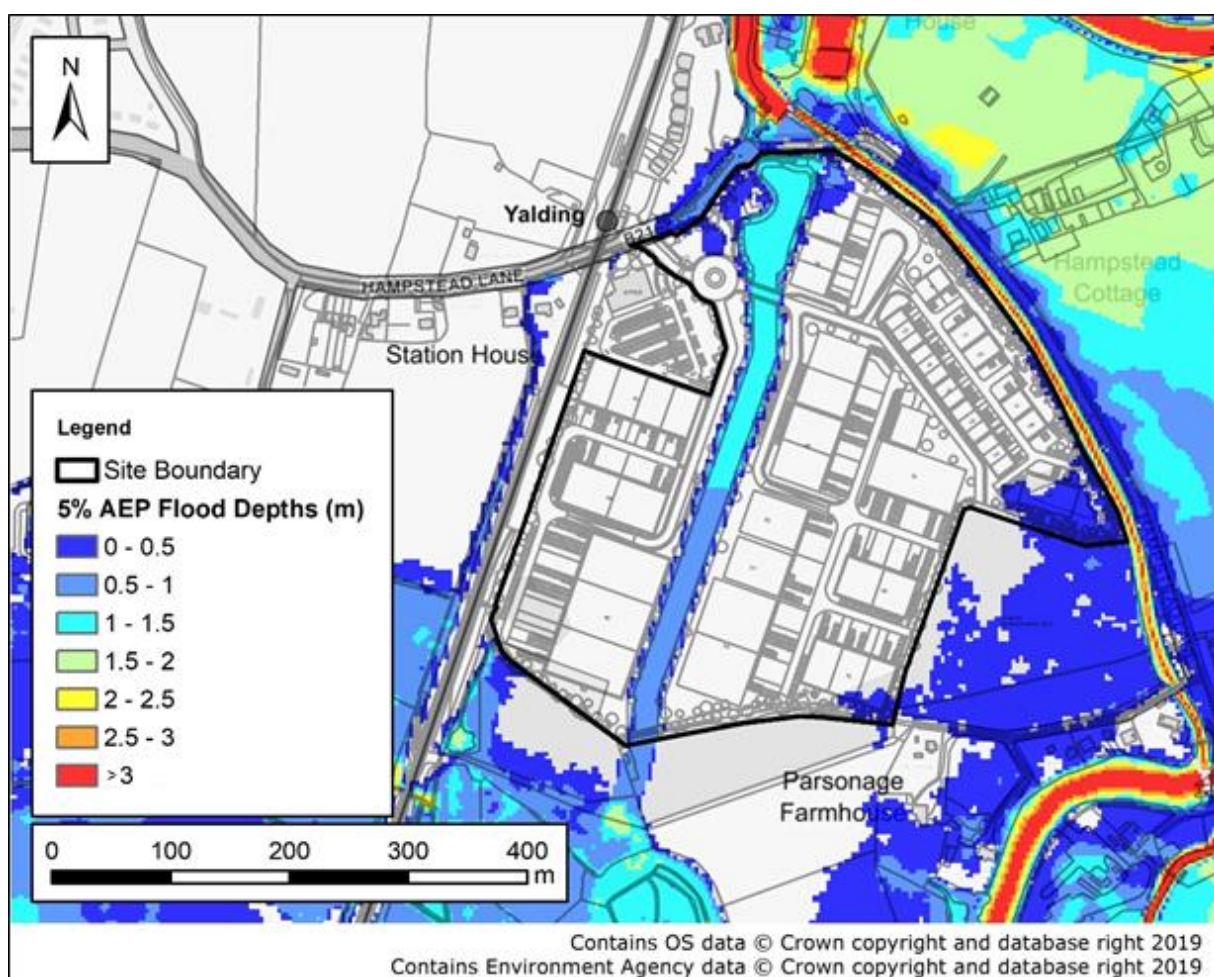 House
N
Yalding
HAMPSTEAD LANE
Station House
Hampstead
Cottage
Legend
Site Boundary
5% AEP Flood Depths (m)
0 - 0.5
0.5 - 1
1 - 1.5
1.5 - 2
2 - 2.5
2.5 - 3
>3
Parsonage
Farmhouse
0 100 200 300 400
m
Contains OS data © Crown copyright and database right 2019
Contains Environment Agency data © Crown copyright and database right 2019